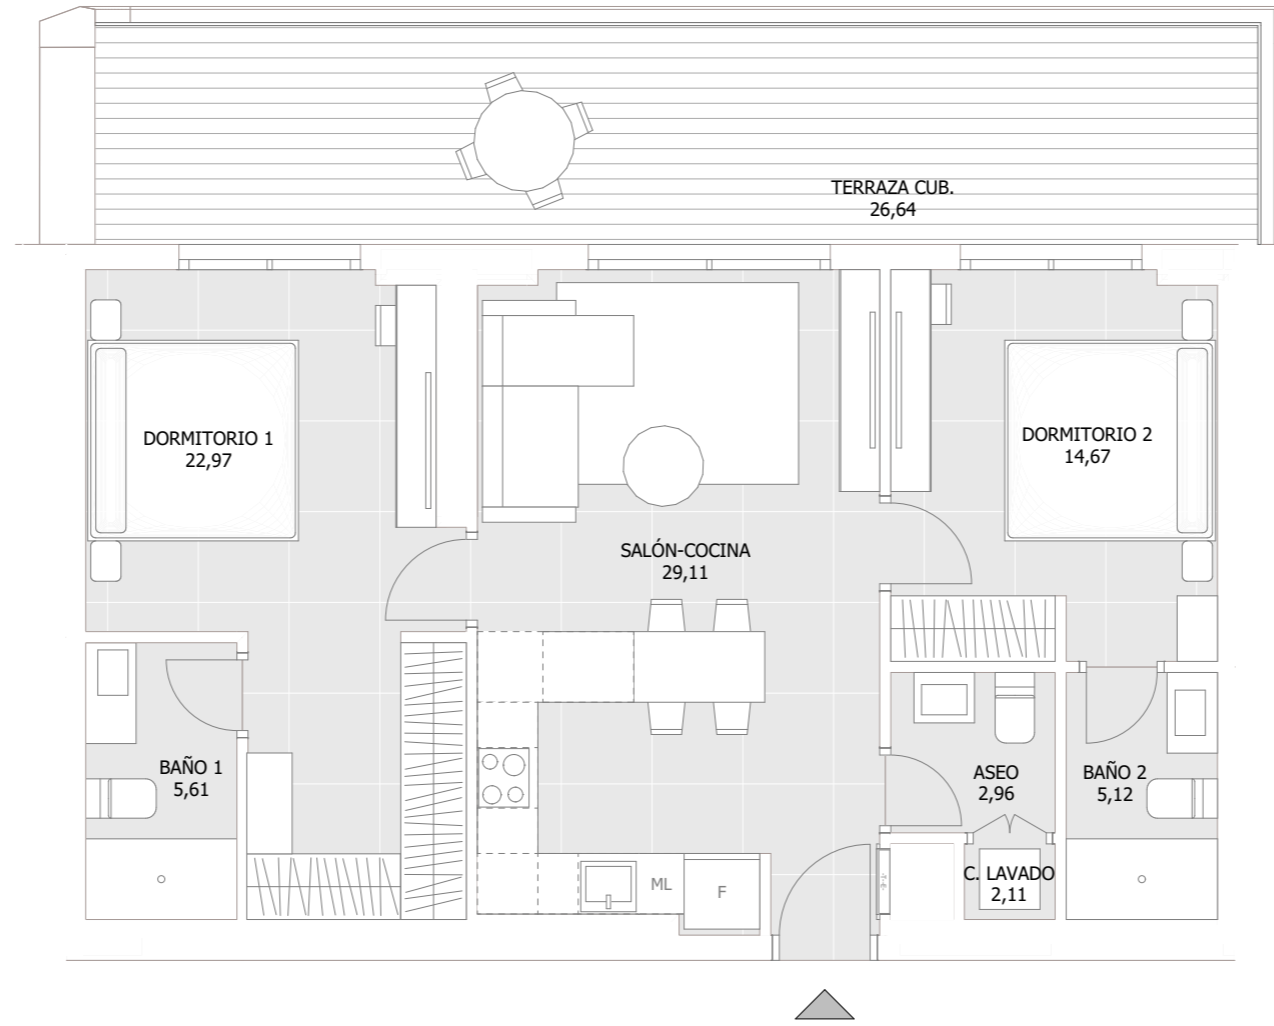 TERRAZA CUB.
26,64
DORMITORIO 1
22,97
DORMITORIO 2
14,67
SALÓN-COCINA
29,11
BAÑO 1
5,61
ASEO
2,96
BAÑO 2
5,12
C. LAVADO
2,11
ML
F